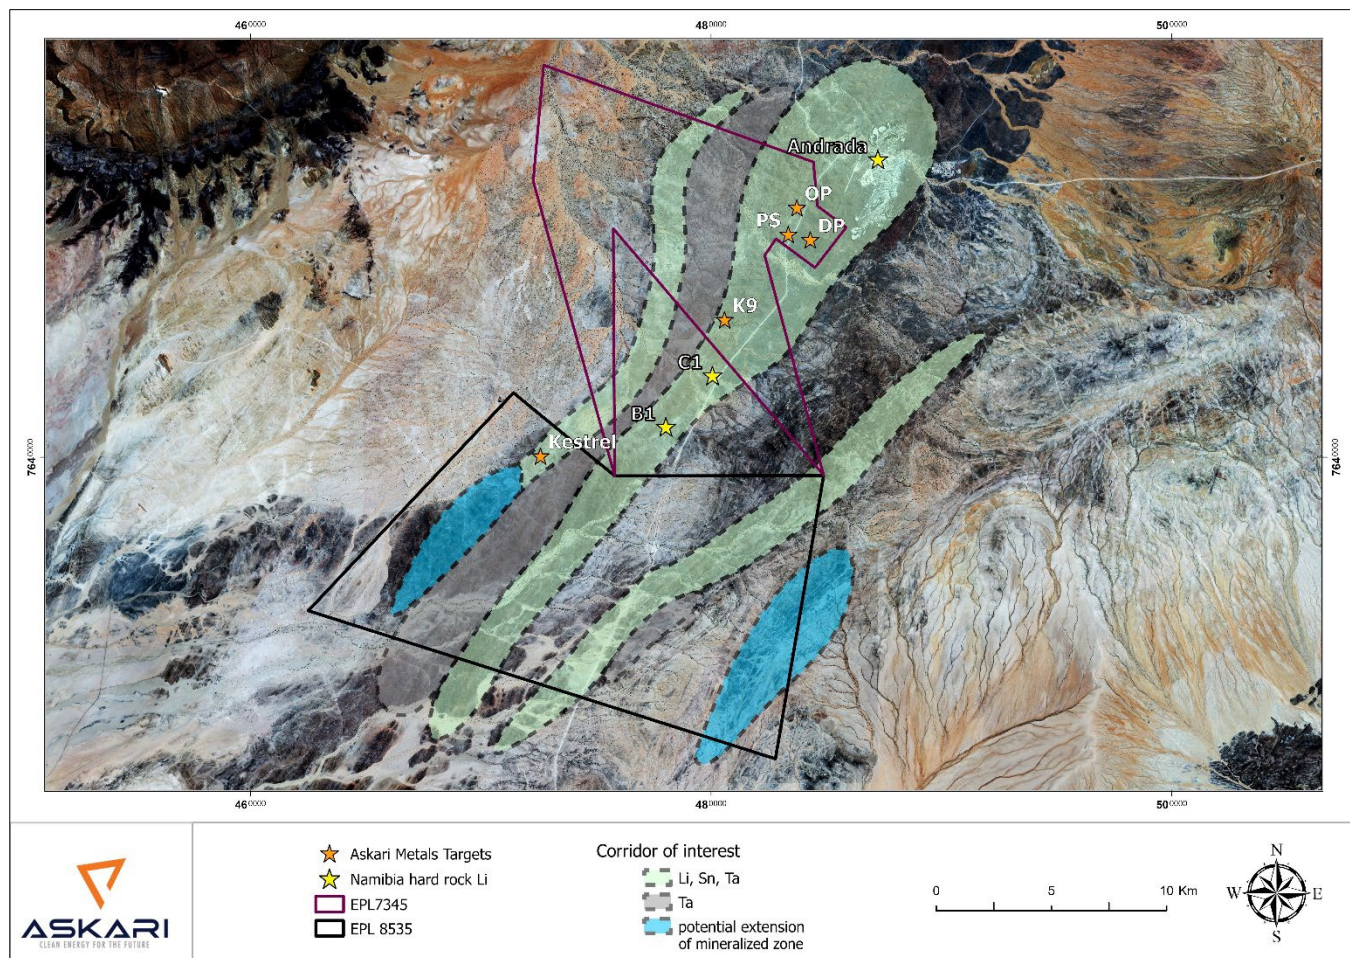 460000 480000 500000
Andrada
OP
PS DP
K9
C1
B1
Kestrel
7640000 7640000
460000 480000 500000
ASKARI
CLEAN ENERGY FOR THE FUTURE
Askari Metals Targets
Namibia hard rock Li
EPL7345
EPL 8535
Corridor of interest
Li, Sn, Ta
Ta
potential extension
of mineralized zone
0 5 10 Km
N
W E
S